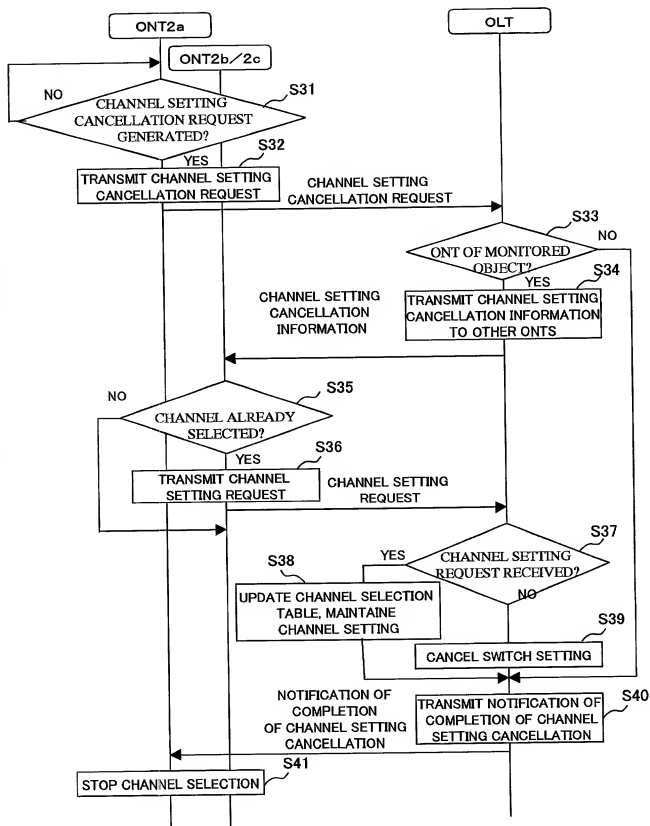 ONT2a
OLT
ONT2b/2c
NO
S31
CHANNEL SETTING
CANCELLATION REQUEST
GENERATED?
YES
S32
TRANSMIT CHANNEL SETTING
CANCELLATION REQUEST
CHANNEL SETTING
CANCELLATION REQUEST
S33
NO
ONT OF MONITORED
OBJECT?
YES
S34
TRANSMIT CHANNEL SETTING
CANCELLATION INFORMATION
TO OTHER ONTS
CHANNEL SETTING
CANCELLATION
INFORMATION
NO
S35
CHANNEL ALREADY
SELECTED?
YES
S36
TRANSMIT CHANNEL
SETTING REQUEST
CHANNEL SETTING
REQUEST
S37
YES
CHANNEL SETTING
REQUEST RECEIVED?
NO
S38
UPDATE CHANNEL SELECTION
TABLE, MAINTAINE
CHANNEL SETTING
S39
CANCEL SWITCH SETTING
NOTIFICATION OF
COMPLETION
OF CHANNEL SETTING
CANCELLATION
S40
TRANSMIT NOTIFICATION OF
COMPLETION OF CHANNEL
SETTING CANCELLATION
S41
STOP CHANNEL SELECTION